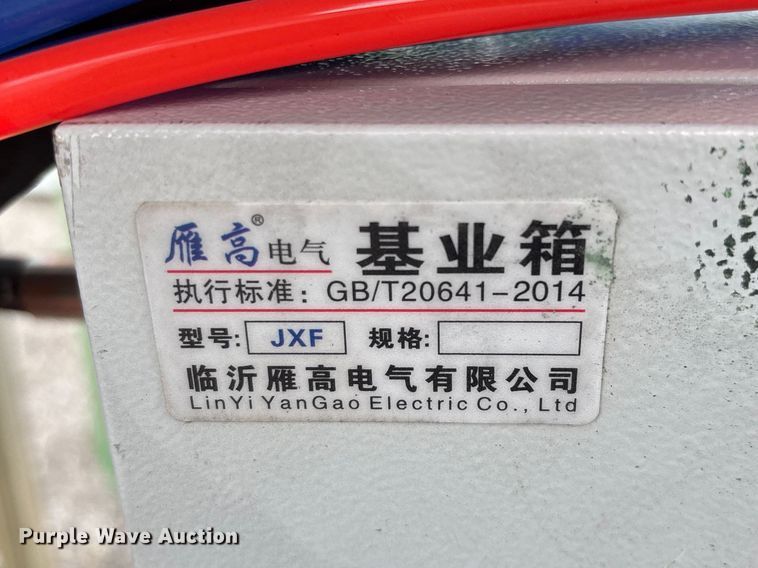 雁高®电气 基业箱
执行标准：GB/T20641-2014
型号: JXF 规格:
临沂雁高电气有限公司
LinYi YanGao Electric Co., Ltd
Purple Wave Auction